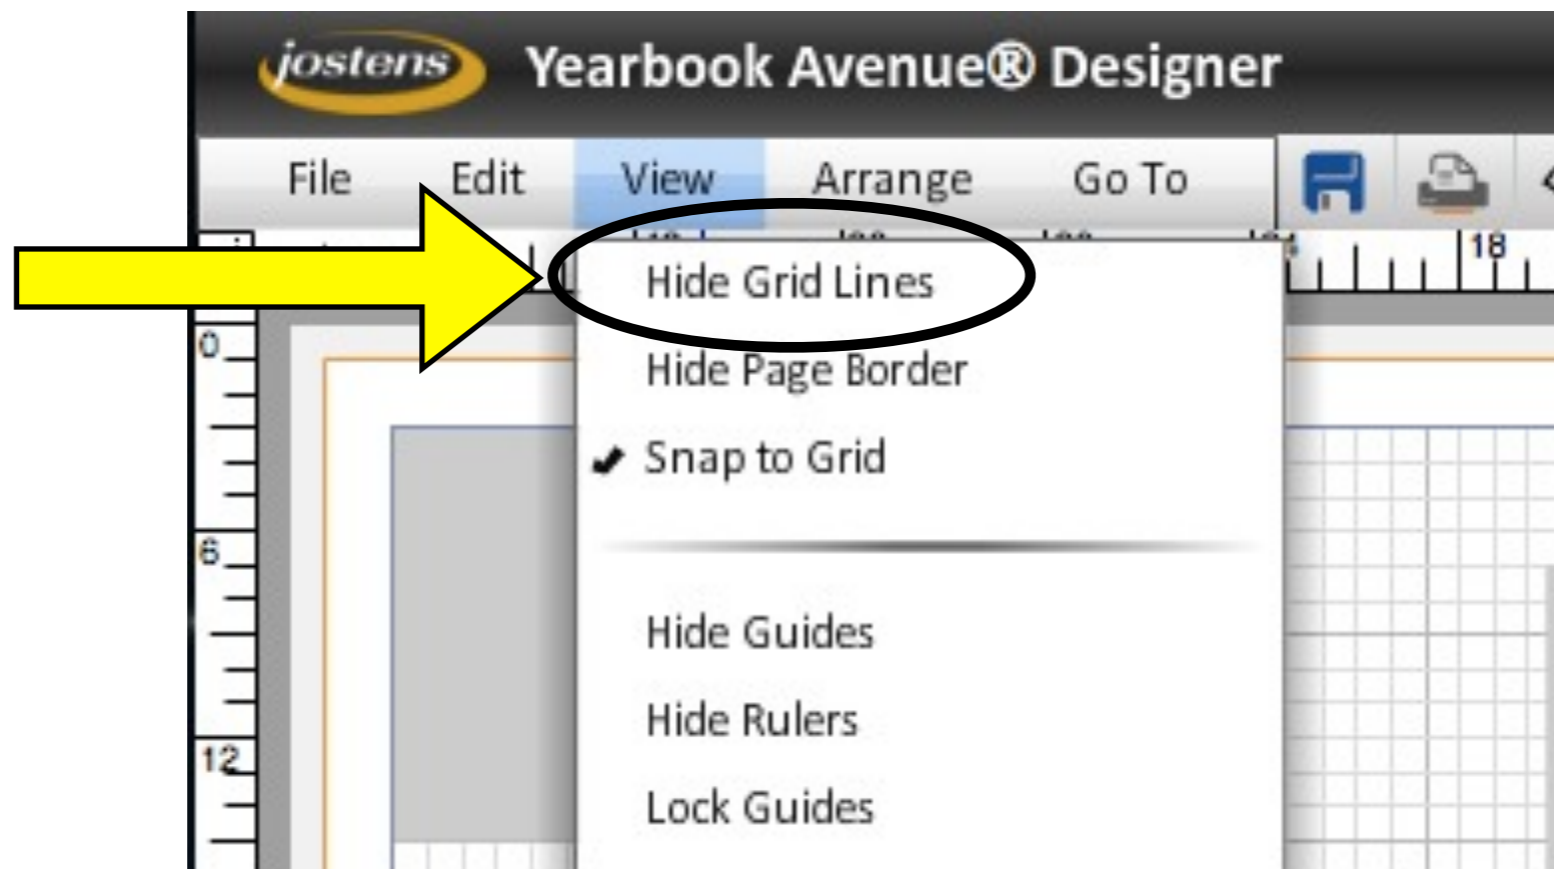 jostens Yearbook Avenue® Designer
File Edit View Arrange Go To
18
Hide Grid Lines
0
Hide Page Border
Snap to Grid
6
Hide Guides
Hide Rulers
12
Lock Guides